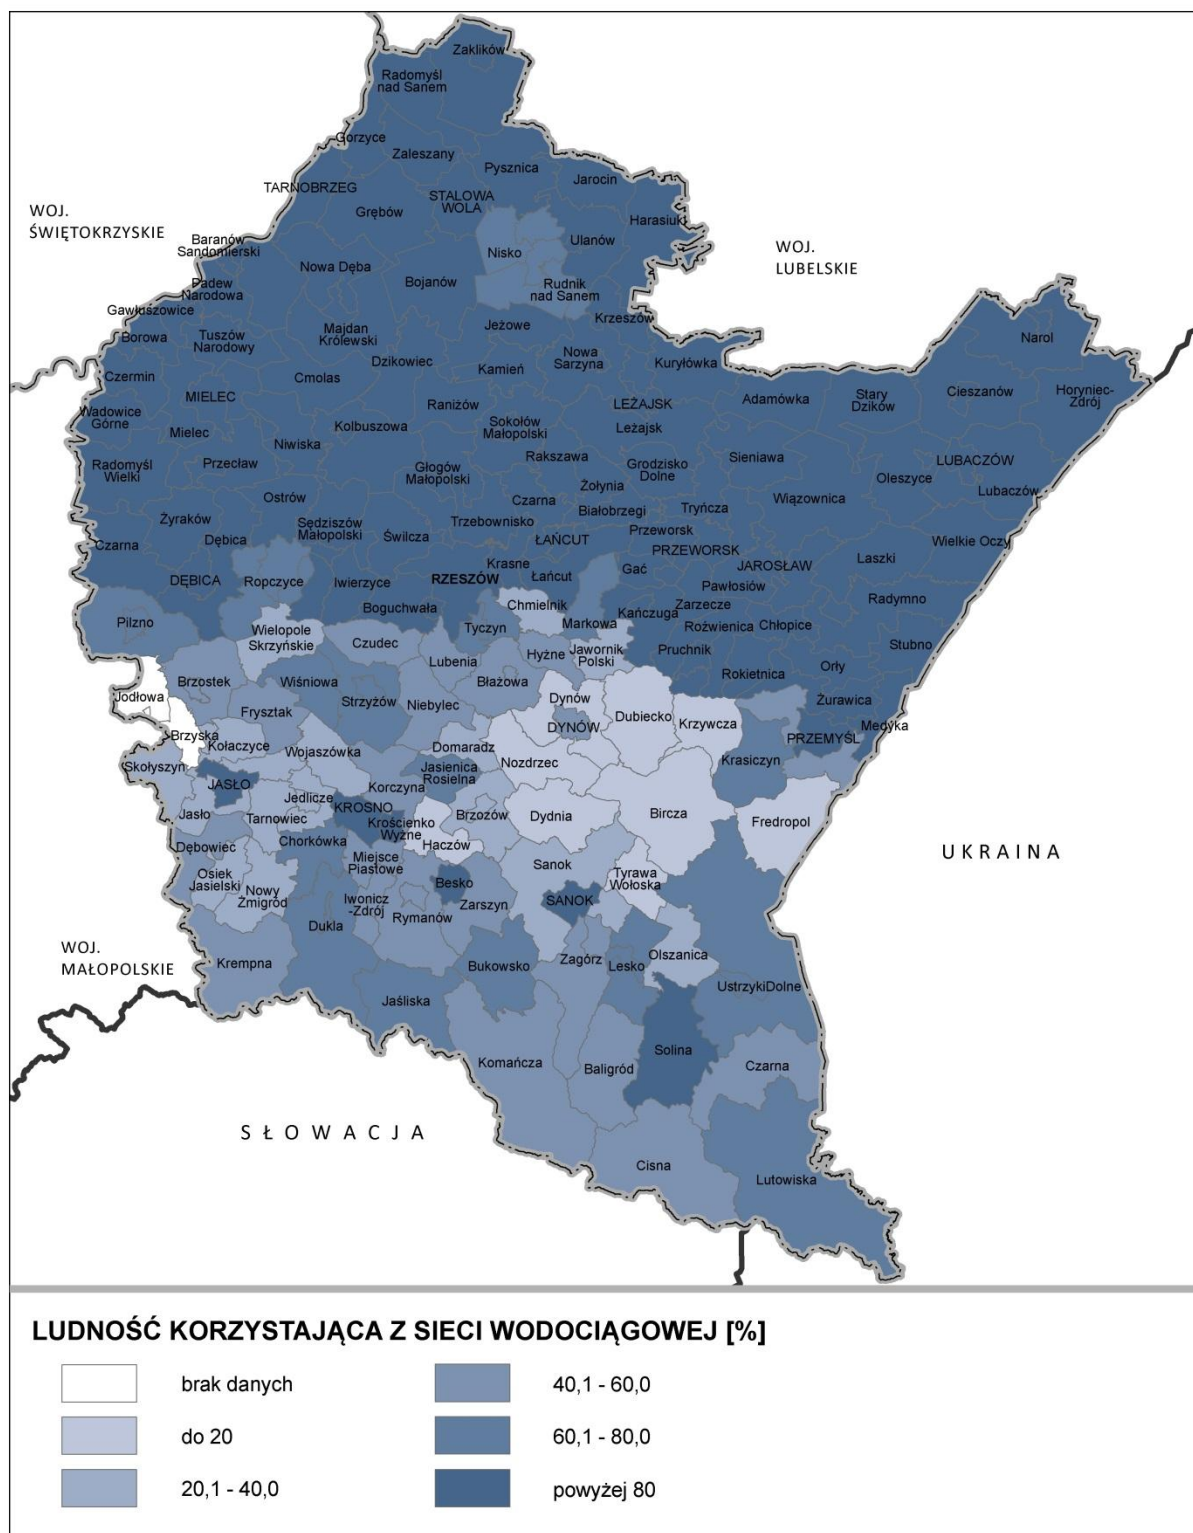 Zaklików
Radomyśl
nad Sanem
Gorzyce
Zaleszany
Pysznica
Jarocin
TARNOBRZEG
STALOWA
WOLA
Grębów
Harasiuki
WOJ.
ŚWIĘTOKRZYSKIE
Baranów
Sandomierski
Ulanów
WOJ.
LUBELSKIE
Nisko
Nowa Dęba
Padew
Narodowa
Bojanów
Rudnik
nad Sanem
Gawłuszowice
Krzeszów
Borowa
Tuszów
Narodowy
Majdan
Królewski
Jeżowe
Narol
Dzikowiec
Nowa
Sarzyna
Kuryłówka
Czermin
Cmolas
Kamień
MIELEC
Adamówka
Stary
Dzików
Cieszanów
Horyniec-
Zdrój
Wadowice
Górne
Raniżów
LEŻAJSK
Mielec
Kolbuszowa
Sokołów
Małopolski
Leżajsk
Niwiska
Radomyśl
Wielki
Przecław
Głogów
Małopolski
Rakszawa
Grodzisko
Dolne
Sieniawa
LUBACZÓW
Oleszyce
Lubaczów
Ostrów
Żołynia
Wiązownica
Czarna
Białobrzegi
Tryńcza
Żyraków
Sędziszów
Małopolski
Trzebownisko
Przeworsk
Czarna
Dębica
Świlcza
ŁAŃCUT
Wielkie Oczy
PRZEWORSK
JAROSŁAW
Laszki
DĘBICA
Ropczyce
Iwierzyce
RZESZÓW
Krasne
Łańcut
Gać
Pawłosiów
Radymno
Boguchwała
Chmielnik
Kańczuga
Zarzecze
Pilzno
Tyczyn
Markowa
Roźwienica
Chłopice
Wielopole
Skrzyńskie
Czudec
Stubno
Lubenia
Hyżne
Jawornik
Polski
Pruchnik
Orły
Brzostek
Wiśniowa
Błażowa
Rokietnica
Jodłowa
Strzyżów
Dynów
Żurawica
Frysztak
Niebylec
Dubiecko
Krzywcza
DYNÓW
Medyka
Brzyska
Kołaczyce
Wojaszówka
Domaradz
PRZEMYŚL
Skołyszyn
Jasienica
Rosielna
Nozdrzec
Krasiczyn
JASŁO
Korczyna
Jedlicze
KROSNO
Jasło
Tarnowiec
Krościenko
Wyżne
Brzozów
Dydnia
Bircza
Fredropol
Dębowiec
Chorkówka
Haczów
UKRAINA
Miejsce
Piastowe
Sanok
Osiek
Jasielski
Nowy
Żmigród
Besko
Tyrawa
Wołoska
Iwonicz
-Zdrój
Zarszyn
SANOK
Rymanów
Dukla
WOJ.
MAŁOPOLSKIE
Krempna
Bukowsko
Zagórz
Lesko
Olszanica
Jaśliska
UstrzykiDolne
Solina
Komańcza
Baligród
Czarna
SŁOWACJA
Cisna
Lutowiska
LUDNOŚĆ KORZYSTAJĄCA Z SIECI WODOCIĄGOWEJ [%]
brak danych
40,1 - 60,0
do 20
60,1 - 80,0
20,1 - 40,0
powyżej 80